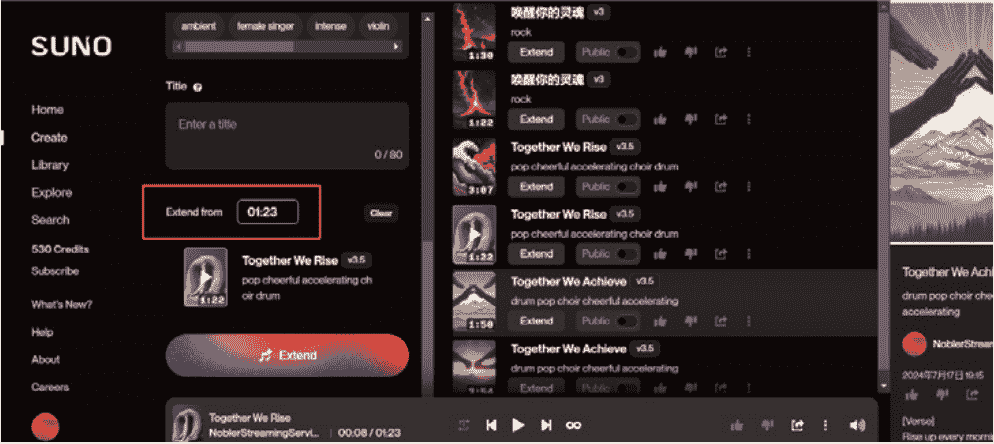 SUNO
Home
Create
Library
Explore
Search
530 Credits
Subscribe
What's New?
Help
About
Careers
ambient female singer intense violin
Title
Enter a title
0 / 80
Extend from 01:23 Clear
1:22
Together We Rise v3.5
pop cheerful accelerating ch
oir drum
Extend
唤醒你的灵魂 v3
rock
1:30
Extend Public
唤醒你的灵魂 v3
rock
1:22
Extend Public
Together We Rise v3.5
pop cheerful accelerating choir drum
3:07
Extend Public
Together We Rise v3.5
pop cheerful accelerating choir drum
1:22
Extend Public
Together We Achieve v3.5
drum pop choir cheerful accelerating
1:50
Extend Public
Together We Achieve v3.5
drum pop choir cheerful accelerating
Extend Public
Together We Achi
drum pop choir che
accelerating
NoblerStrea
2024年7月17日 19:15
[Verse]
Rise up every morni
Together We Rise
NoblerStreamingServi...
00:08 / 01:23